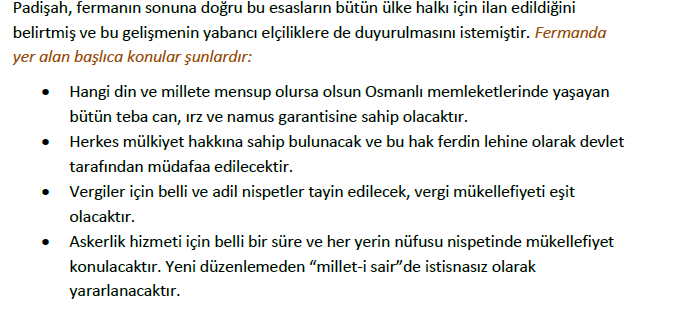 Padişah, fermanın sonuna doğru bu esasların bütün ülke halkı için ilan edildiğini
belirtmiş ve bu gelişmenin yabancı elçiliklere de duyurulmasını istemiştir. Fermanda
yer alan başlıca konular şunlardır:
• Hangi din ve millete mensup olursa olsun Osmanlı memleketlerinde yaşayan
bütün teba can, ırz ve namus garantisine sahip olacaktır.
• Herkes mülkiyet hakkına sahip bulunacak ve bu hak ferdin lehine olarak devlet
tarafından müdafaa edilecektir.
• Vergiler için belli ve adil nispetler tayin edilecek, vergi mükellefiyeti eşit
olacaktır.
• Askerlik hizmeti için belli bir süre ve her yerin nüfusu nispetinde mükellefiyet
konulacaktır. Yeni düzenlemeden “millet-i sair”de istisnasız olarak
yararlanacaktır.